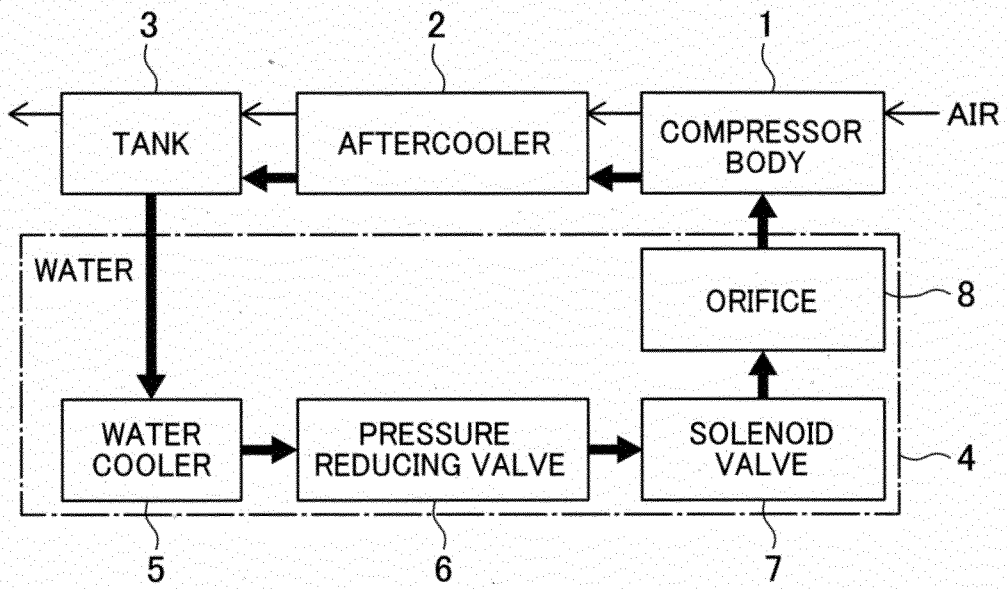 3
2
1
TANK
AFTERCOOLER
COMPRESSOR
BODY
AIR
WATER
ORIFICE
8
WATER
COOLER
PRESSURE
REDUCING VALVE
SOLENOID
VALVE
4
5
6
7